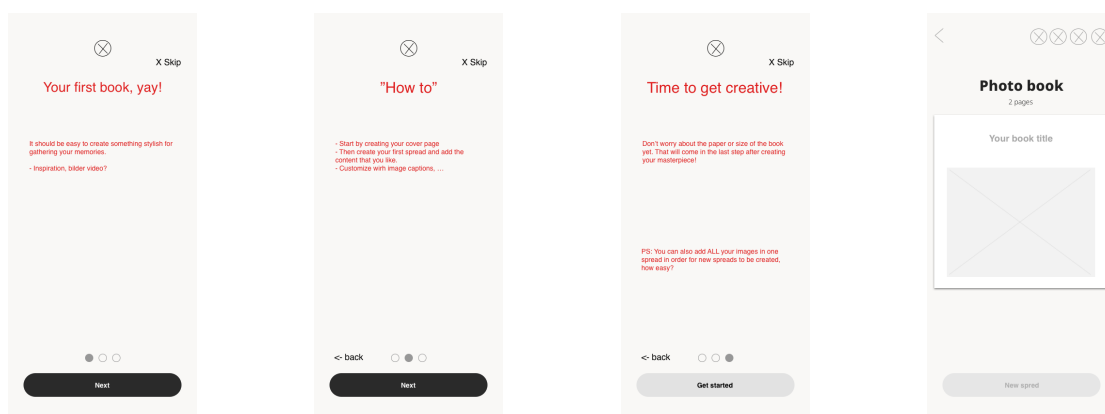 X Skip
Your first book, yay!
It should be easy to create something stylish for
gathering your memories.
- Inspiration, bilder video?
Next
X Skip
"How to"
- Start by creating your cover page
- Then create your first spread and add the
content that you like.
- Customize wim image captions, ...
<- back
Next
X Skip
Time to get creative!
Don't worry about the paper or size of the book
yet. That will come in the last step after creating
your masterpiece!
PS: You can also add ALL your images in one
spread in order for new spreads to be created,
how easy?
<- back
Get started
Photo book
2 pages
Your book title
New spred